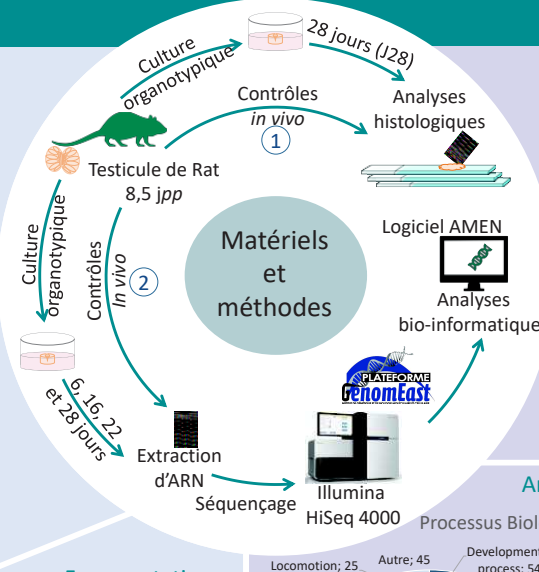 Culture
organotypique
28 jours (J28)
Contrôles
in vivo
1
Analyses
histologiques
Testicule de Rat
8,5 jpp
Culture
organotypique
Contrôles
In vivo
2
Matériels
et
méthodes
Logiciel AMEN
Analyses
bio-informatique
PLATEFORME
GenomEast
6, 16, 22
et 28 jours
Extraction
d'ARN
Séquençage
Illumina
HiSeq 4000
Processus Biol
Locomotion; 25
Autre; 45
Development
process; 54